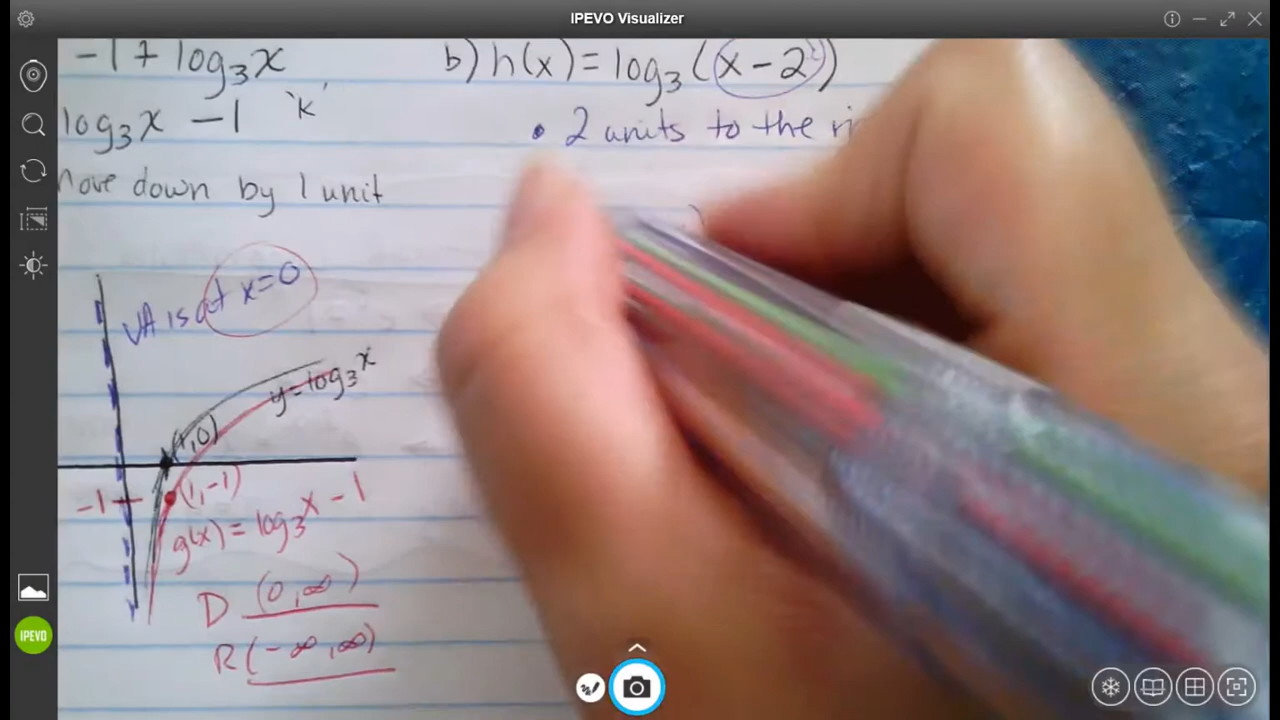 IPEVO Visualizer
-1 + log₃x
log₃x - 1 'k'
move down by 1 unit
VA is at x=0
y=log₃x
(1,0)
-1
(1,-1)
g(x) = log₃x - 1
D (0,∞)
R (-∞,∞)
b) h(x) = log₃(x-2)
• 2 units to the
IPEVO